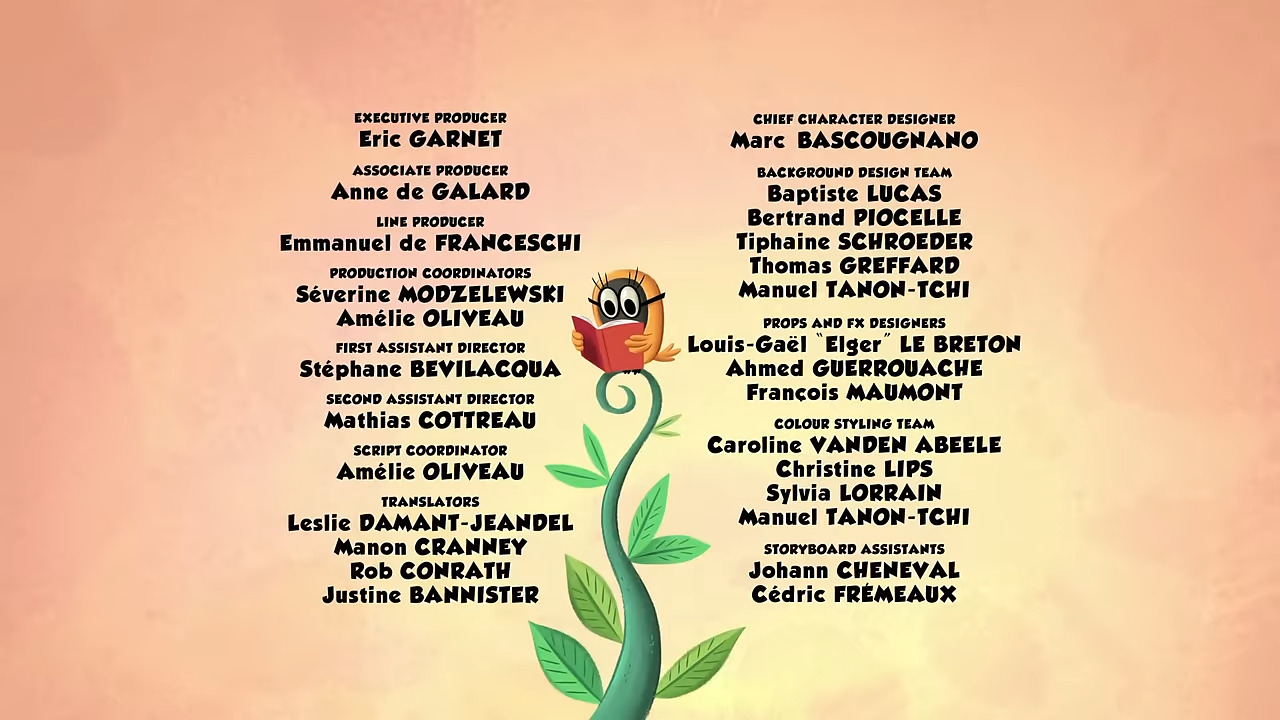 EXECUTIVE PRODUCER
Eric GARNET
ASSOCIATE PRODUCER
Anne de GALARD
LINE PRODUCER
Emmanuel de FRANCESCHI
PRODUCTION COORDINATORS
Séverine MODZELEWSKI
Amélie OLIVEAU
FIRST ASSISTANT DIRECTOR
Stéphane BEVILACQUA
SECOND ASSISTANT DIRECTOR
Mathias COTTREAU
SCRIPT COORDINATOR
Amélie OLIVEAU
TRANSLATORS
Leslie DAMANT-JEANDEL
Manon CRANNEY
Rob CONRATH
Justine BANNISTER
CHIEF CHARACTER DESIGNER
Marc BASCOUGNANO
BACKGROUND DESIGN TEAM
Baptiste LUCAS
Bertrand PIOCELLE
Tiphaine SCHROEDER
Thomas GREFFARD
Manuel TANON-TCHI
PROPS AND FX DESIGNERS
Louis-Gaël "Elger" LE BRETON
Ahmed GUERROUACHE
François MAUMONT
COLOUR STYLING TEAM
Caroline VANDEN ABEELE
Christine LIPS
Sylvia LORRAIN
Manuel TANON-TCHI
STORYBOARD ASSISTANTS
Johann CHENEVAL
Cédric FRÉMEAUX